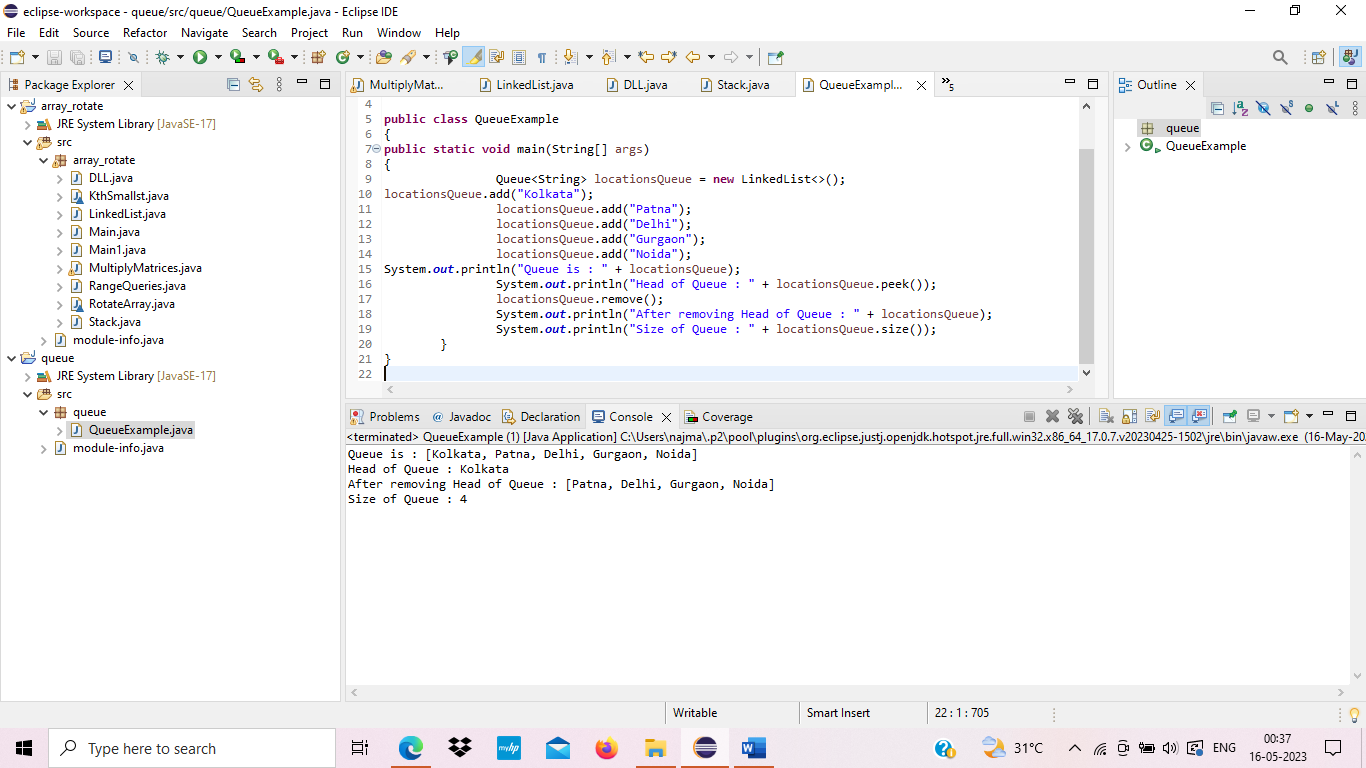 eclipse-workspace - queue/src/queue/QueueExample.java - Eclipse IDE
File Edit Source Refactor Navigate Search Project Run Window Help
Package Explorer
array_rotate
JRE System Library [JavaSE-17]
src
array_rotate
DLL.java
KthSmallst.java
LinkedList.java
Main.java
Main1.java
MultiplyMatrices.java
RangeQueries.java
RotateArray.java
Stack.java
module-info.java
queue
JRE System Library [JavaSE-17]
src
queue
QueueExample.java
module-info.java
MultiplyMat... LinkedList.java DLL.java Stack.java QueueExampl... »5
4
5 public class QueueExample
6 {
7 public static void main(String[] args)
8 {
9 Queue<String> locationsQueue = new LinkedList<>();
10 locationsQueue.add("Kolkata");
11 locationsQueue.add("Patna");
12 locationsQueue.add("Delhi");
13 locationsQueue.add("Gurgaon");
14 locationsQueue.add("Noida");
15 System.out.println("Queue is : " + locationsQueue);
16 System.out.println("Head of Queue : " + locationsQueue.peek());
17 locationsQueue.remove();
18 System.out.println("After removing Head of Queue : " + locationsQueue);
19 System.out.println("Size of Queue : " + locationsQueue.size());
20 }
21 }
22
Outline
queue
QueueExample
Problems @ Javadoc Declaration Console Coverage
<terminated> QueueExample (1) [Java Application] C:\Users\najma\.p2\pool\plugins\org.eclipse.justj.openjdk.hotspot.jre.full.win32.x86_64_17.0.7.v20230425-1502\jre\bin\javaw.exe (16-May-202
Queue is : [Kolkata, Patna, Delhi, Gurgaon, Noida]
Head of Queue : Kolkata
After removing Head of Queue : [Patna, Delhi, Gurgaon, Noida]
Size of Queue : 4
Writable Smart Insert 22 : 1 : 705
Type here to search
myhp
31°C
ENG
00:37
16-05-2023